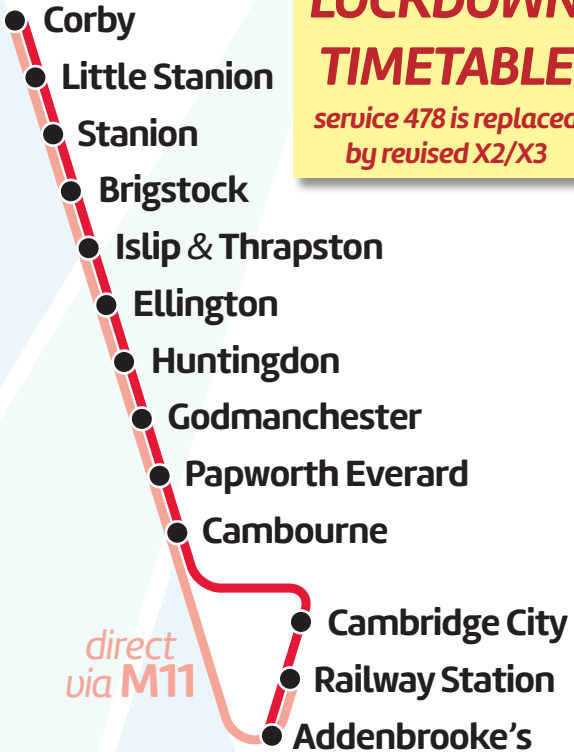 LOCKDOWN
TIMETABLE
service 478 is replaced
by revised X2/X3
Corby
Little Stanion
Stanion
Brigstock
Islip & Thrapston
Ellington
Huntingdon
Godmanchester
Papworth Everard
Cambourne
Cambridge City
Railway Station
Addenbrooke's
direct
via M11